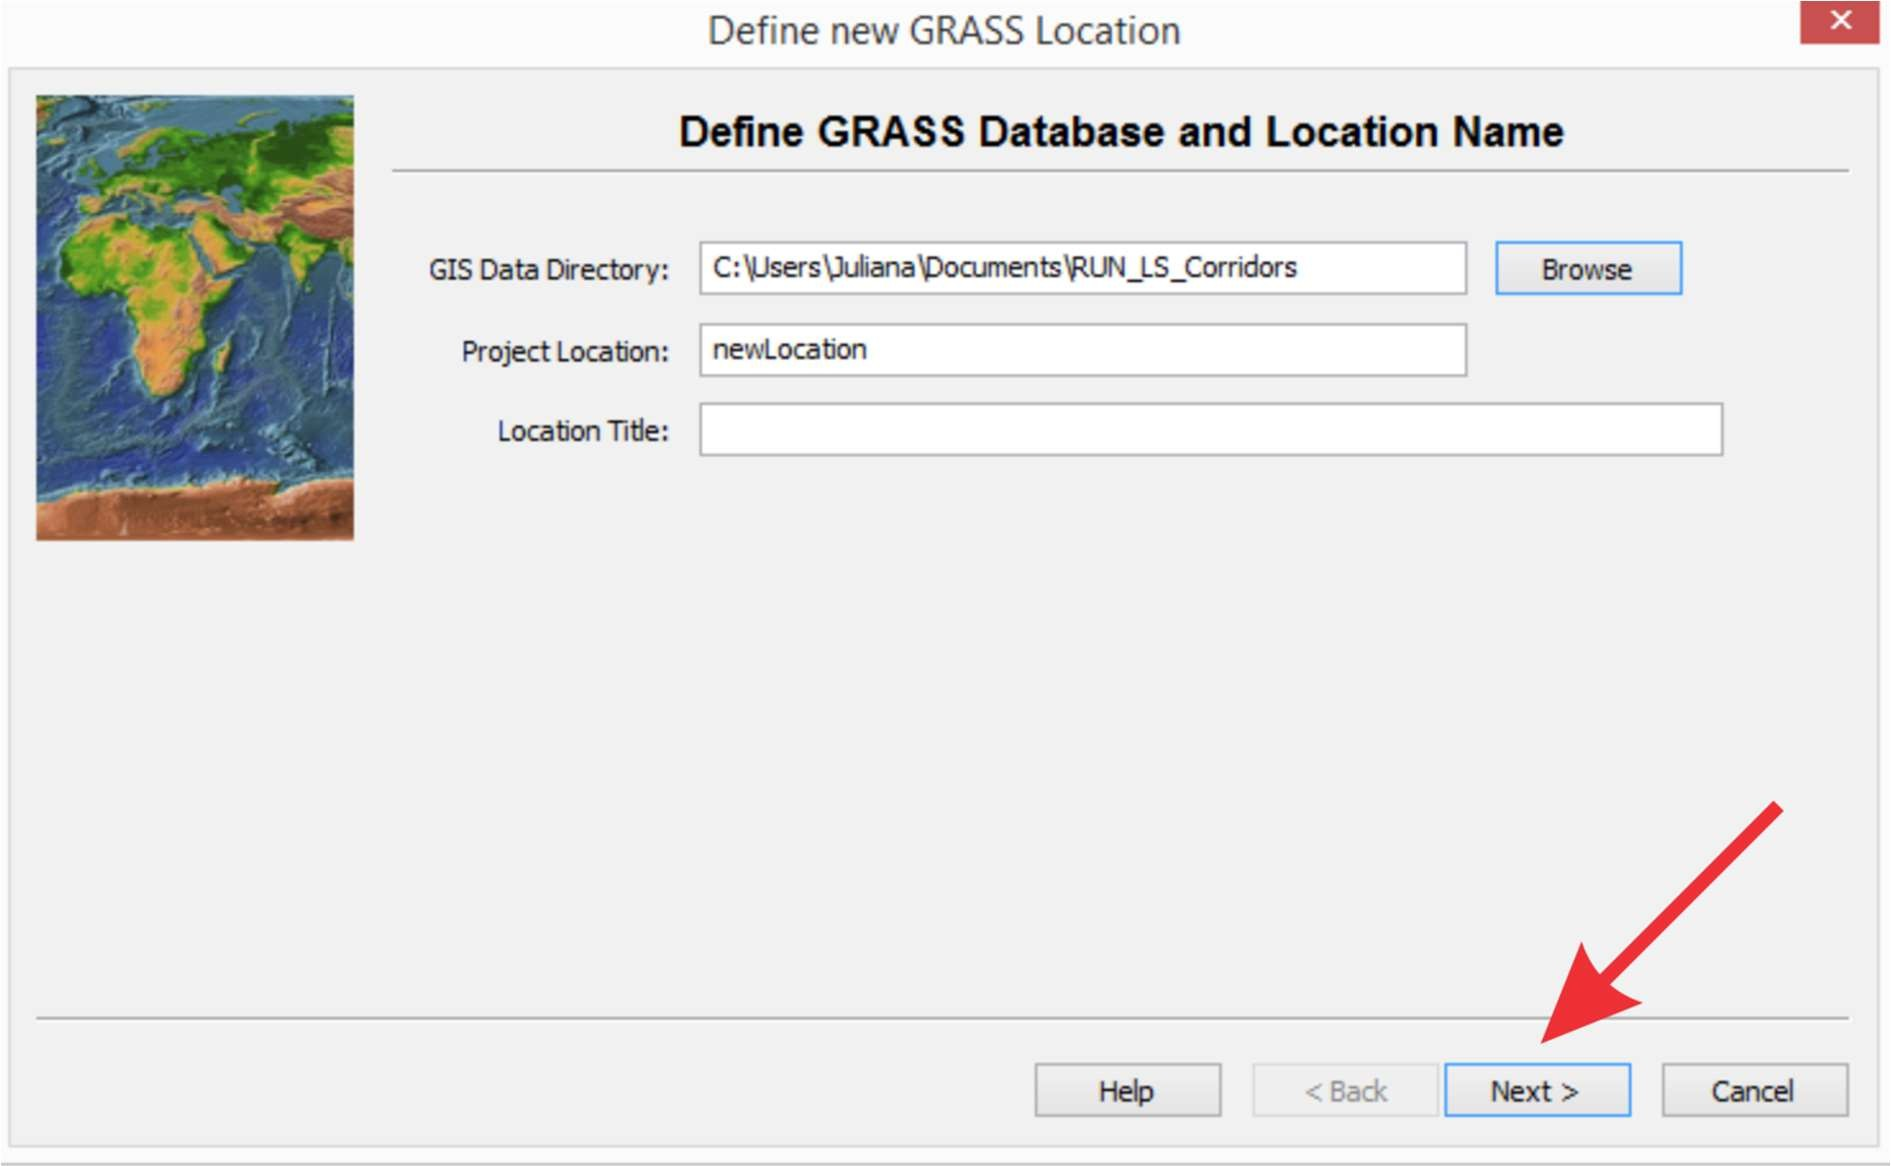 Define new GRASS Location
Define GRASS Database and Location Name
GIS Data Directory: C:\Users\Juliana\Documents\RUN_LS_Corridors Browse
Project Location: newLocation
Location Title:
Help < Back Next > Cancel